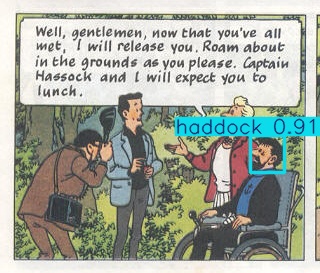 Well, gentlemen, now that you've all
met, I will release you. Roam about
in the grounds as you please. Captain
Hassock and I will expect you to
lunch.
haddock 0.91